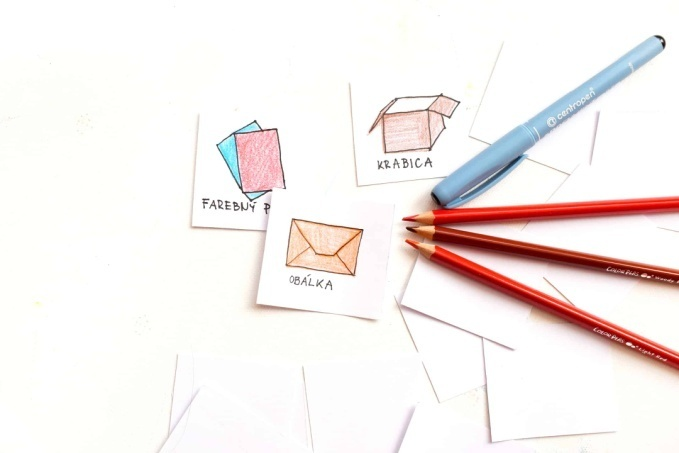 KRABICA
FAREBNÝ P
OBÁLKA
centropen